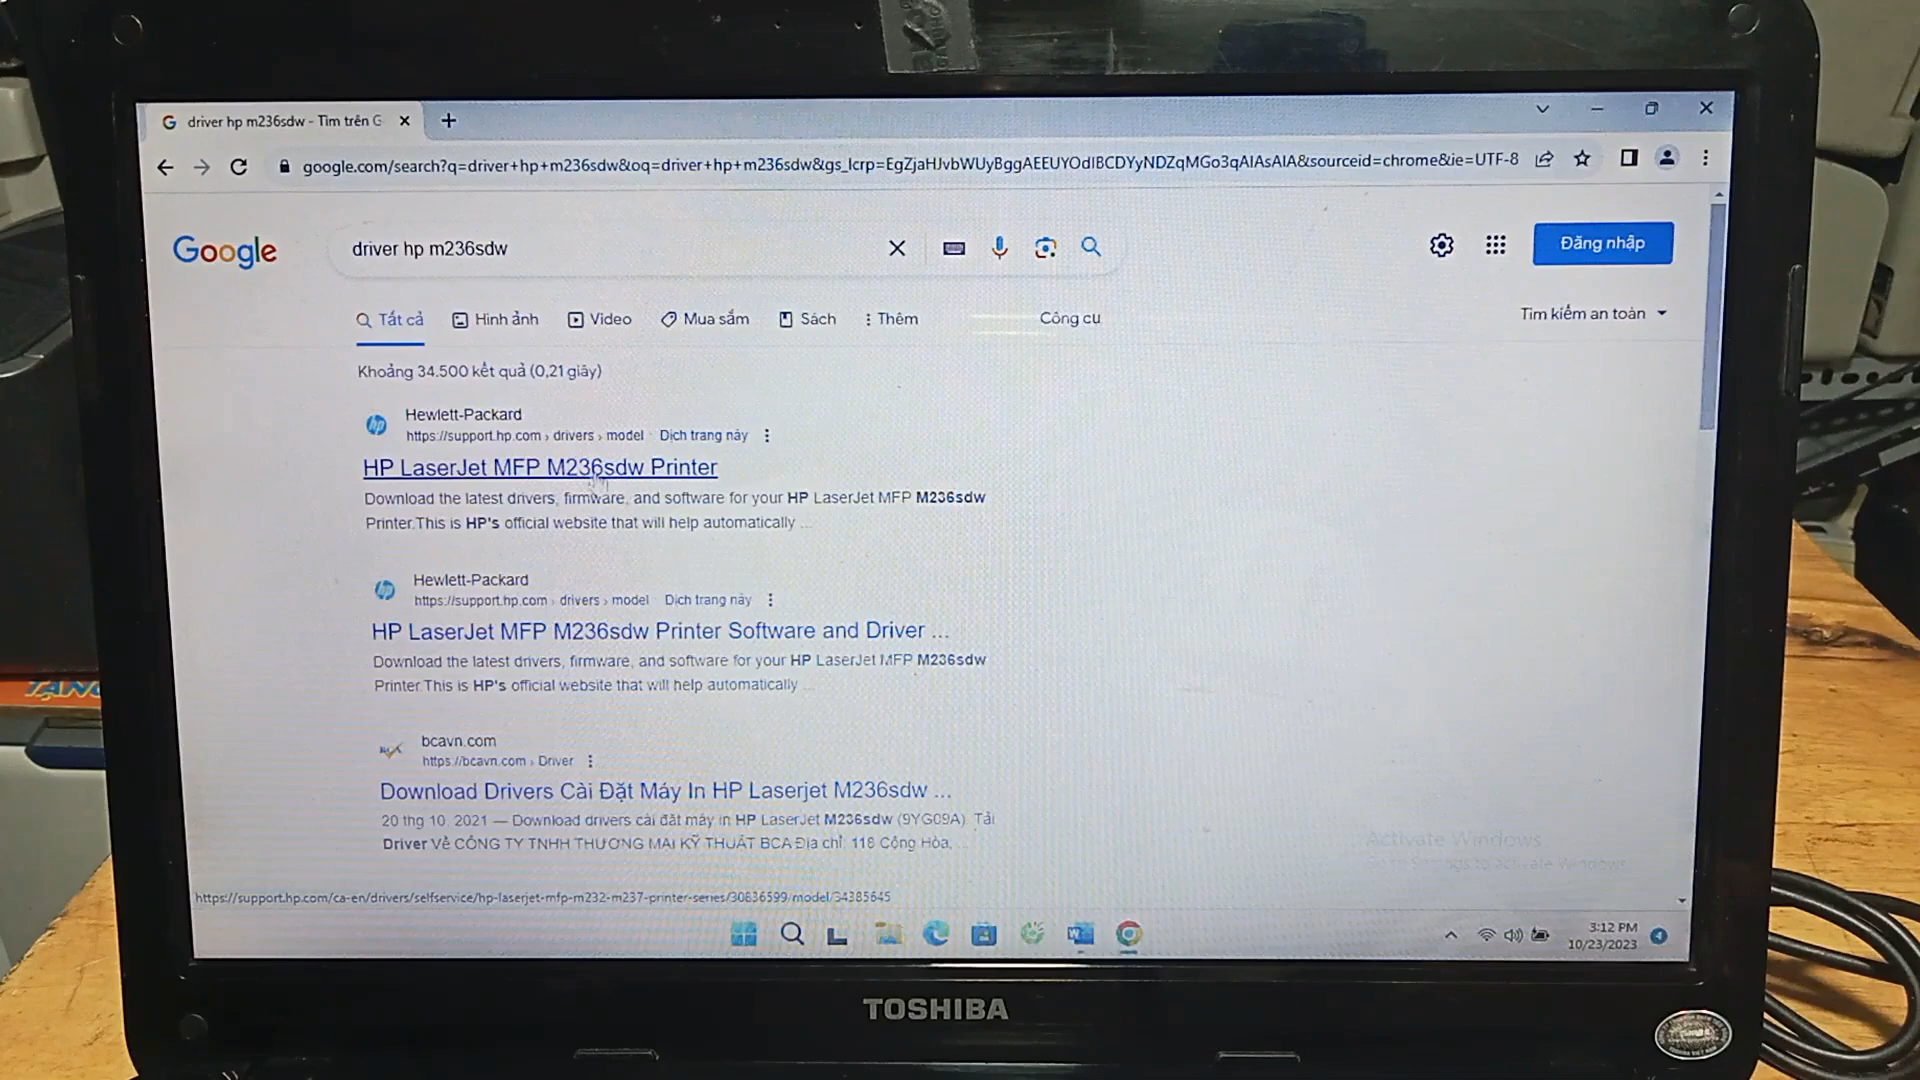 driver hp m236sdw - Tìm trên G
google.com/search?q=driver+hp+m236sdw&oq=driver+hp+m236sdw&gs_lcrp=EgZjaHJvbWUyBggAEEUYOdIBCDYyNDZqMGo3qAIAsAIA&sourceid=chrome&ie=UTF-8
Google
driver hp m236sdw
Đăng nhập
Tất cả
Hình ảnh
Video
Mua sắm
Sách
Thêm
Công cụ
Tìm kiếm an toàn
Khoảng 34.500 kết quả (0,21 giây)
Hewlett-Packard
https://support.hp.com › drivers › model · Dịch trang này
HP LaserJet MFP M236sdw Printer
Download the latest drivers, firmware, and software for your HP LaserJet MFP M236sdw
Printer.This is HP's official website that will help automatically ...
Hewlett-Packard
https://support.hp.com › drivers › model · Dịch trang này
HP LaserJet MFP M236sdw Printer Software and Driver ...
Download the latest drivers, firmware, and software for your HP LaserJet MFP M236sdw
Printer.This is HP's official website that will help automatically ...
bcavn.com
https://bcavn.com › Driver
Download Drivers Cài Đặt Máy In HP Laserjet M236sdw ...
20 thg 10, 2021 — Download drivers cài đặt máy in HP LaserJet M236sdw (9YG09A). Tải
Driver Về CÔNG TY TNHH THƯƠNG MẠI KỸ THUẬT BCA Địa chỉ: 118 Cộng Hòa, ...
Activate Windows
Go to Settings to activate Windows.
https://support.hp.com/ca-en/drivers/selfservice/hp-laserjet-mfp-m232-m237-printer-series/30836599/model/34385645
3:12 PM
10/23/2023
4
TOSHIBA
TẶNG